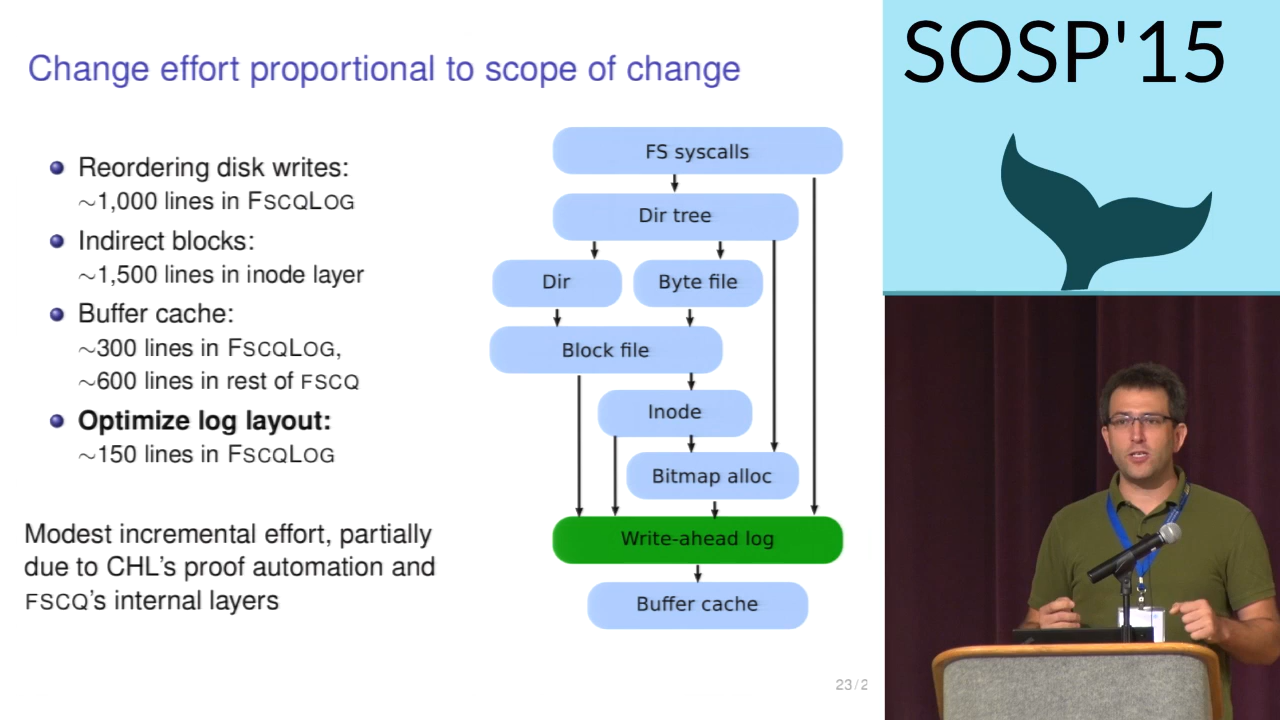 Change effort proportional to scope of change
Reordering disk writes:
∼1,000 lines in FSCQLOG
Indirect blocks:
∼1,500 lines in inode layer
Buffer cache:
∼300 lines in FSCQLOG,
∼600 lines in rest of FSCQ
Optimize log layout:
∼150 lines in FSCQLOG
Modest incremental effort, partially
due to CHL's proof automation and
FSCQ's internal layers
FS syscalls
Dir tree
Dir
Byte file
Block file
Inode
Bitmap alloc
Write-ahead log
Buffer cache
23/2
SOSP'15